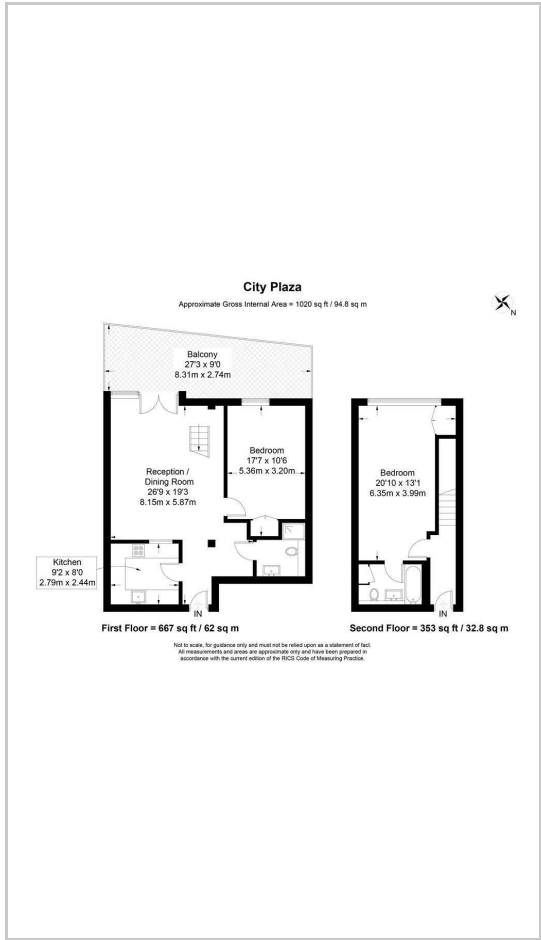 City Plaza
Approximate Gross Internal Area = 1020 sq ft / 94.8 sq m
N
Balcony
27'3 x 9'0
8.31m x 2.74m
Bedroom
17'7 x 10'6
5.36m x 3.20m
Reception /
Dining Room
26'9 x 19'3
8.15m x 5.87m
Bedroom
20'10 x 13'1
6.35m x 3.99m
Kitchen
9'2 x 8'0
2.79m x 2.44m
IN
IN
First Floor = 667 sq ft / 62 sq m
Second Floor = 353 sq ft / 32.8 sq m
Not to scale, for guidance only and must not be relied upon as a statement of fact.
All measurements and areas are approximate only and have been prepared in
accordance with the current edition of the RICS Code of Measuring Practice.